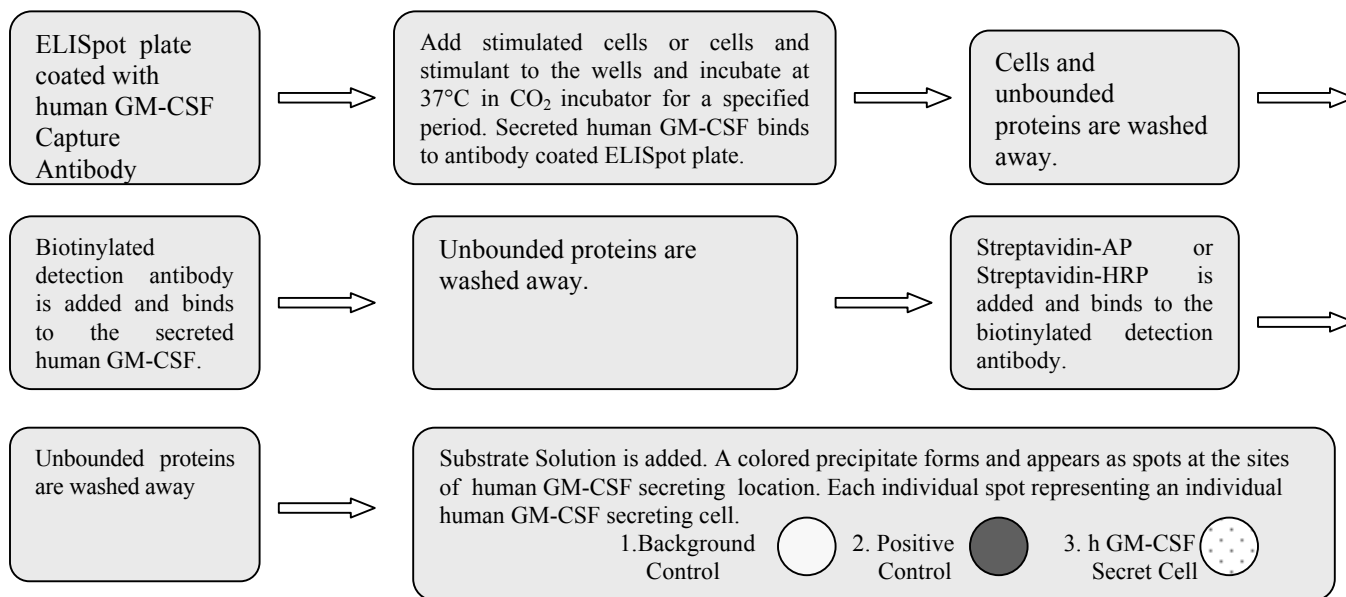 ELISpot plate
coated with
human GM-CSF
Capture
Antibody
Add stimulated cells or cells and
stimulant to the wells and incubate at
37°C in CO₂ incubator for a specified
period. Secreted human GM-CSF binds
to antibody coated ELISpot plate.
Cells and
unbounded
proteins are washed
away.
Biotinylated
detection antibody
is added and binds
to the secreted
human GM-CSF.
Unbounded proteins are
washed away.
Streptavidin-AP or
Streptavidin-HRP is
added and binds to the
biotinylated detection
antibody.
Unbounded proteins
are washed away
Substrate Solution is added. A colored precipitate forms and appears as spots at the sites
of human GM-CSF secreting location. Each individual spot representing an individual
human GM-CSF secreting cell.
1.Background
Control
2. Positive
Control
3. h GM-CSF
Secret Cell